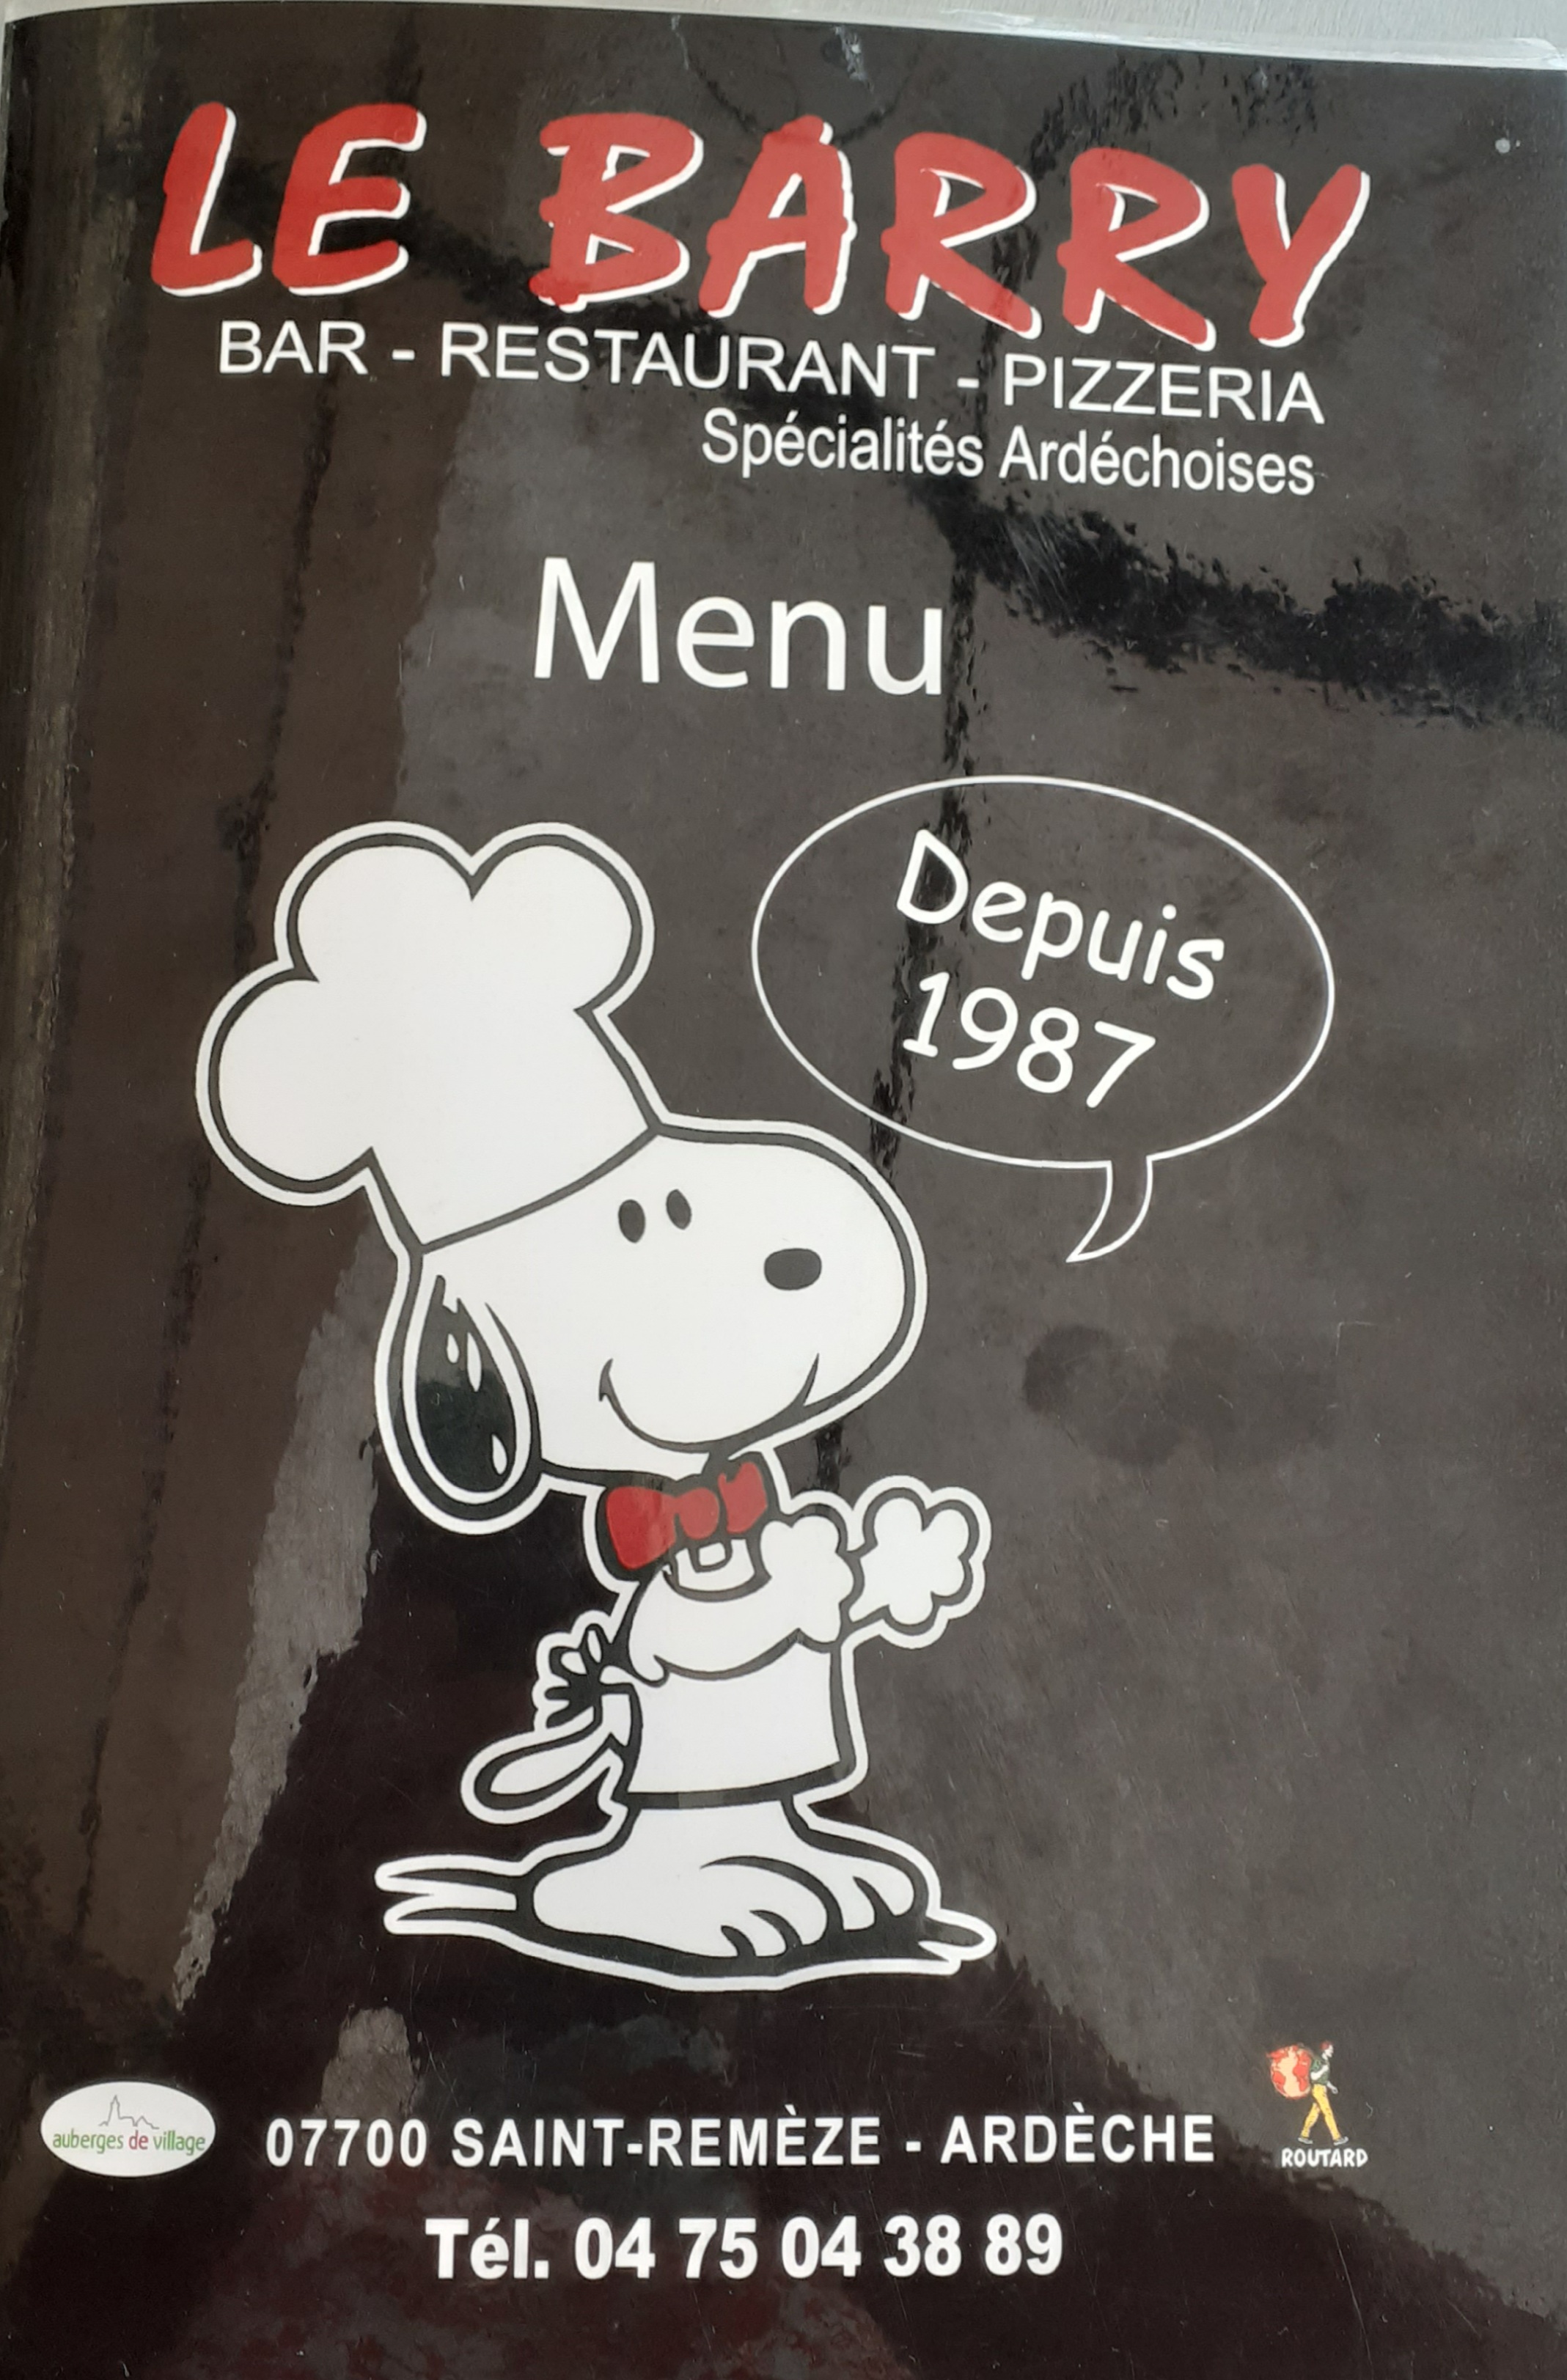 LE BARRY
BAR - RESTAURANT - PIZZERIA
Spécialités Ardéchoises
Menu
Depuis
1987
auberges de village
07700 SAINT-REMÈZE - ARDÈCHE
ROUTARD
Tél. 04 75 04 38 89